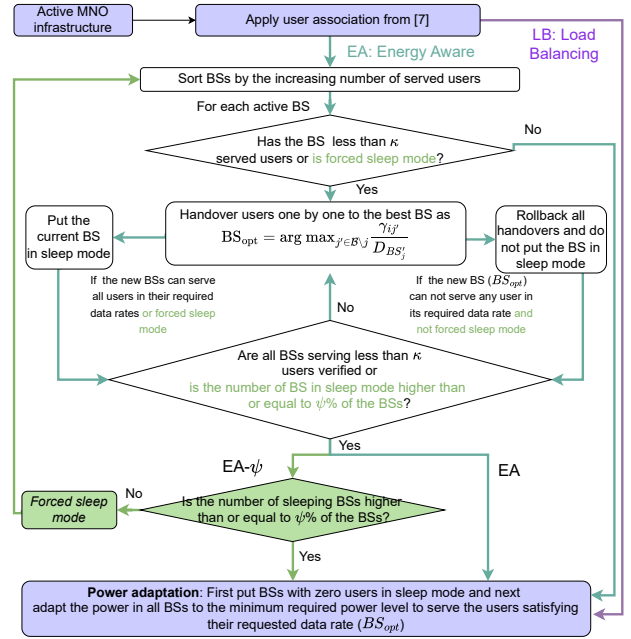 Active MNO
infrastructure
Apply user association from [7]
LB: Load
Balancing
EA: Energy Aware
Sort BSs by the increasing number of served users
For each active BS
Has the BS less than κ
served users or is forced sleep mode?
No
Yes
Put the
current BS
in sleep mode
Handover users one by one to the best BS as
BS_opt = arg max_{j'∈ℬ\j} γ_{ij'} / D_{BS'_j}
Rollback all
handovers and do
not put the BS in
sleep mode
If the new BSs can serve
all users in their required
data rates or forced sleep
mode
If the new BS (BS_opt)
can not serve any user in
its required data rate and
not forced sleep mode
No
Are all BSs serving less than κ
users verified or
is the number of BS in sleep mode higher than
or equal to ψ% of the BSs?
Yes
EA-ψ
EA
Forced sleep
mode
No
Is the number of sleeping BSs higher
than or equal to ψ% of the BSs?
Yes
Power adaptation: First put BSs with zero users in sleep mode and next
adapt the power in all BSs to the minimum required power level to serve the users satisfying
their requested data rate (BS_opt)